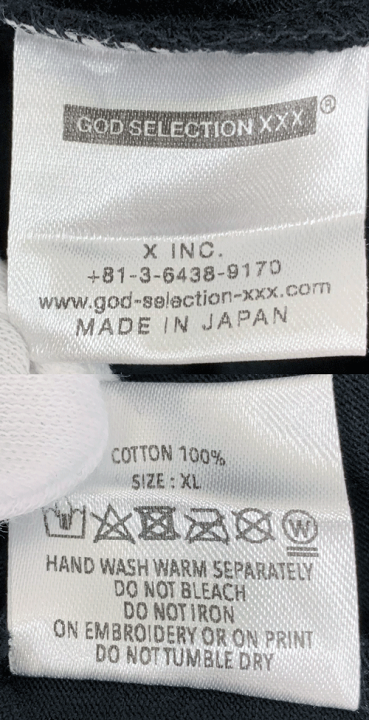 GOD SELECTION XXX ®
X INC.
+81-3-6438-9170
www.god-selection-xxx.com
MADE IN JAPAN
COTTON 100%
SIZE : XL
W
HAND WASH WARM SEPARATELY
DO NOT BLEACH
DO NOT IRON
ON EMBROIDERY OR ON PRINT
DO NOT TUMBLE DRY